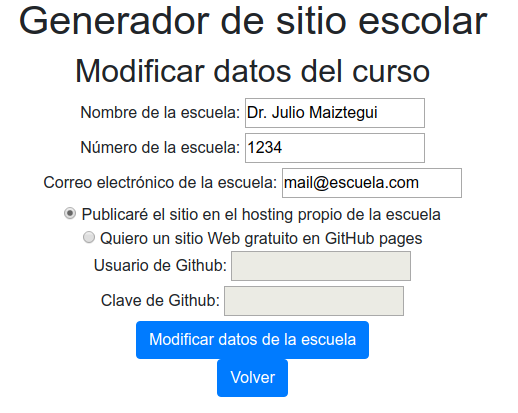 Generador de sitio escolar
Modificar datos del curso
Nombre de la escuela: Dr. Julio Maiztegui
Número de la escuela: 1234
Correo electrónico de la escuela: mail@escuela.com
Publicaré el sitio en el hosting propio de la escuela
Quiero un sitio Web gratuito en GitHub pages
Usuario de Github:
Clave de Github:
Modificar datos de la escuela
Volver